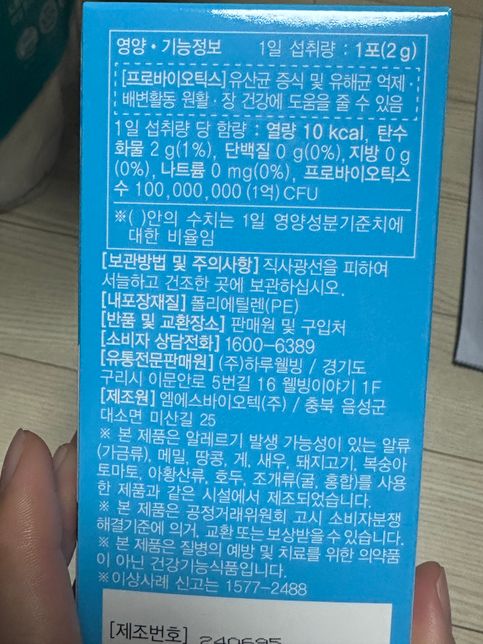 영양・기능정보 1일 섭취량 : 1포(2g)
[프로바이오틱스] 유산균 증식 및 유해균 억제·
배변활동 원활·장 건강에 도움을 줄 수 있음
1일 섭취량 당 함량 : 열량 10 kcal, 탄수
화물 2 g(1%), 단백질 0 g(0%), 지방 0 g
(0%), 나트륨 0 mg(0%), 프로바이오틱스
수 100,000,000 (1억) CFU
※( )안의 수치는 1일 영양성분기준치에
대한 비율임
[보관방법 및 주의사항] 직사광선을 피하여
서늘하고 건조한 곳에 보관하십시오.
[내포장재질] 폴리에틸렌(PE)
[반품 및 교환장소] 판매원 및 구입처
[소비자 상담전화] 1600-6389
[유통전문판매원] (주)하루웰빙 / 경기도
구리시 이문안로 5번길 16 웰빙이야기 1F
[제조원] 엠에스바이오텍(주) / 충북 음성군
대소면 미산길 25
※ 본 제품은 알레르기 발생 가능성이 있는 알류
(가금류), 메밀, 땅콩, 게, 새우, 돼지고기, 복숭아
토마토, 아황산류, 호두, 조개류(굴, 홍합)를 사용
한 제품과 같은 시설에서 제조되었습니다.
※ 본 제품은 공정거래위원회 고시 소비자분쟁
해결기준에 의거, 교환 또는 보상받을 수 있습니다.
※ 본 제품은 질병의 예방 및 치료를 위한 의약품
이 아닌 건강기능식품입니다.
※이상사례 신고는 1577-2488
[제조번호]